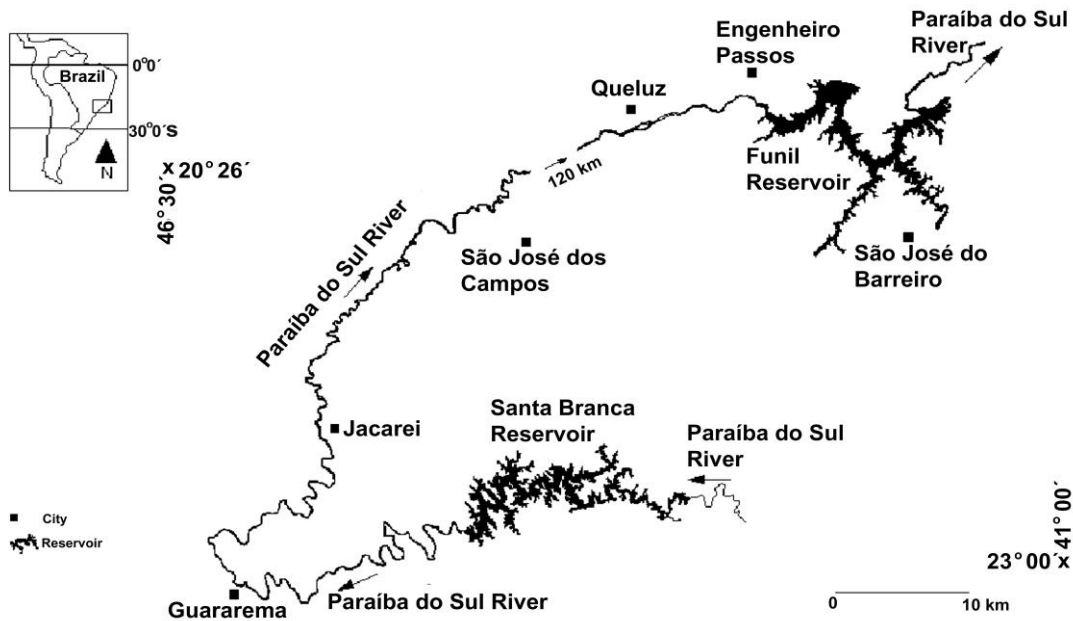 Brazil
0°0´
30°0´S
N
46°30´x 20°26´
Paraíba do Sul
River
Engenheiro
Passos
Queluz
120 km
Funil
Reservoir
São José do
Barreiro
São José dos
Campos
Paraíba do Sul River
Jacarei
Santa Branca
Reservoir
Paraíba do Sul
River
City
Reservoir
Guararema
Paraíba do Sul River
23°00´x 41°00´
0 10 km